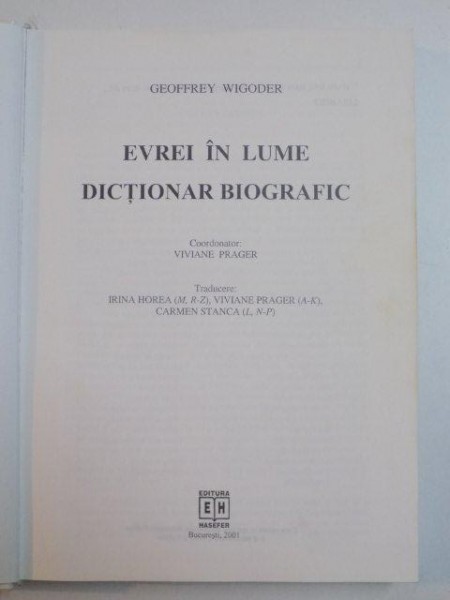 GEOFFREY WIGODER
EVREI ÎN LUME
DICȚIONAR BIOGRAFIC
Coordonator:
VIVIANE PRAGER
Traducere:
IRINA HOREA (M, R-Z), VIVIANE PRAGER (A-K),
CARMEN STANCA (L, N-P)
EDITURA
EH
HASEFER
București, 2001